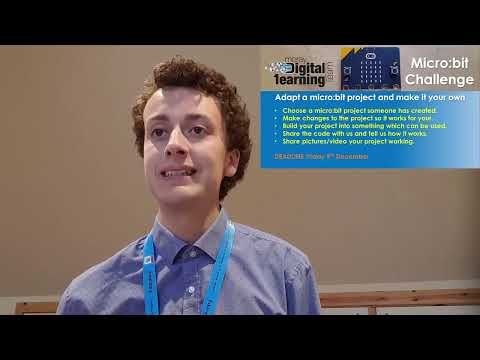 moray
Digital
learning
team
Micro:bit
Challenge
Adapt a micro:bit project and make it your own
Choose a micro:bit project someone has created.
Make changes to the project so it works for your.
Build your project into something which can be used.
Share the code with us and tell us how it works.
Share pictures/video your project working.
DEADLINE Friday 9th December